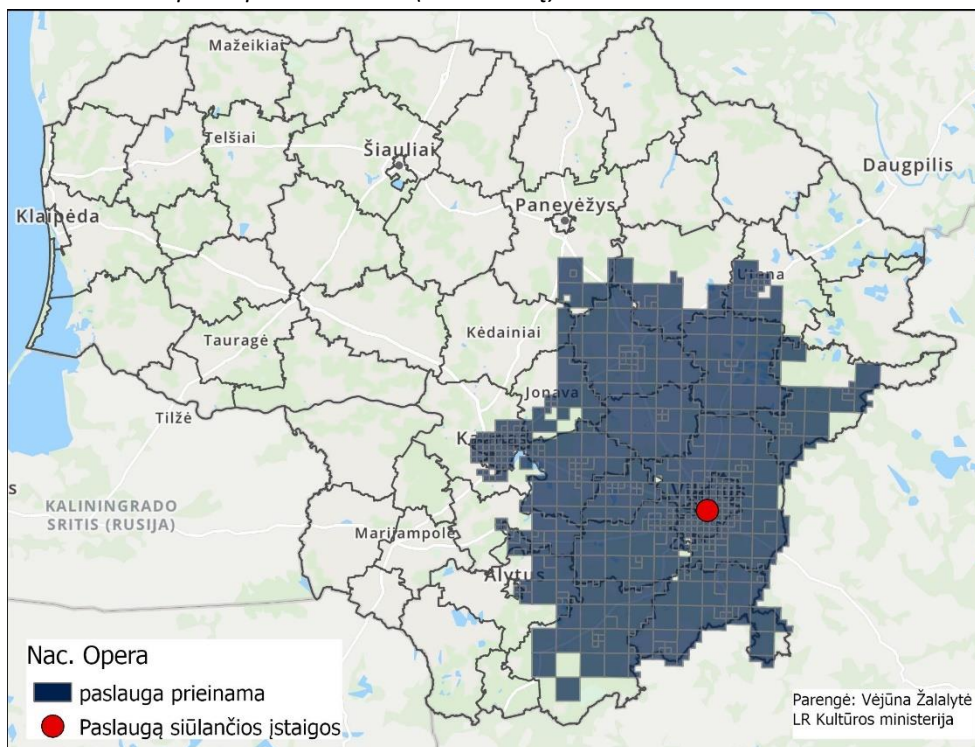 Mažeikiai
Telšiai
Šiauliai
Daugpilis
Klaipėda
Panevėžys
Utena
Kėdainiai
Tauragė
Jonava
Tilžė
s
KALININGRADO
SRITIS (RUSIJA)
Marijampolė
Alytus
Nac. Opera
paslauga prieinama
Paslaugą siūlančios įstaigos
Parengė: Vėjūna Žalalytė
LR Kultūros ministerija